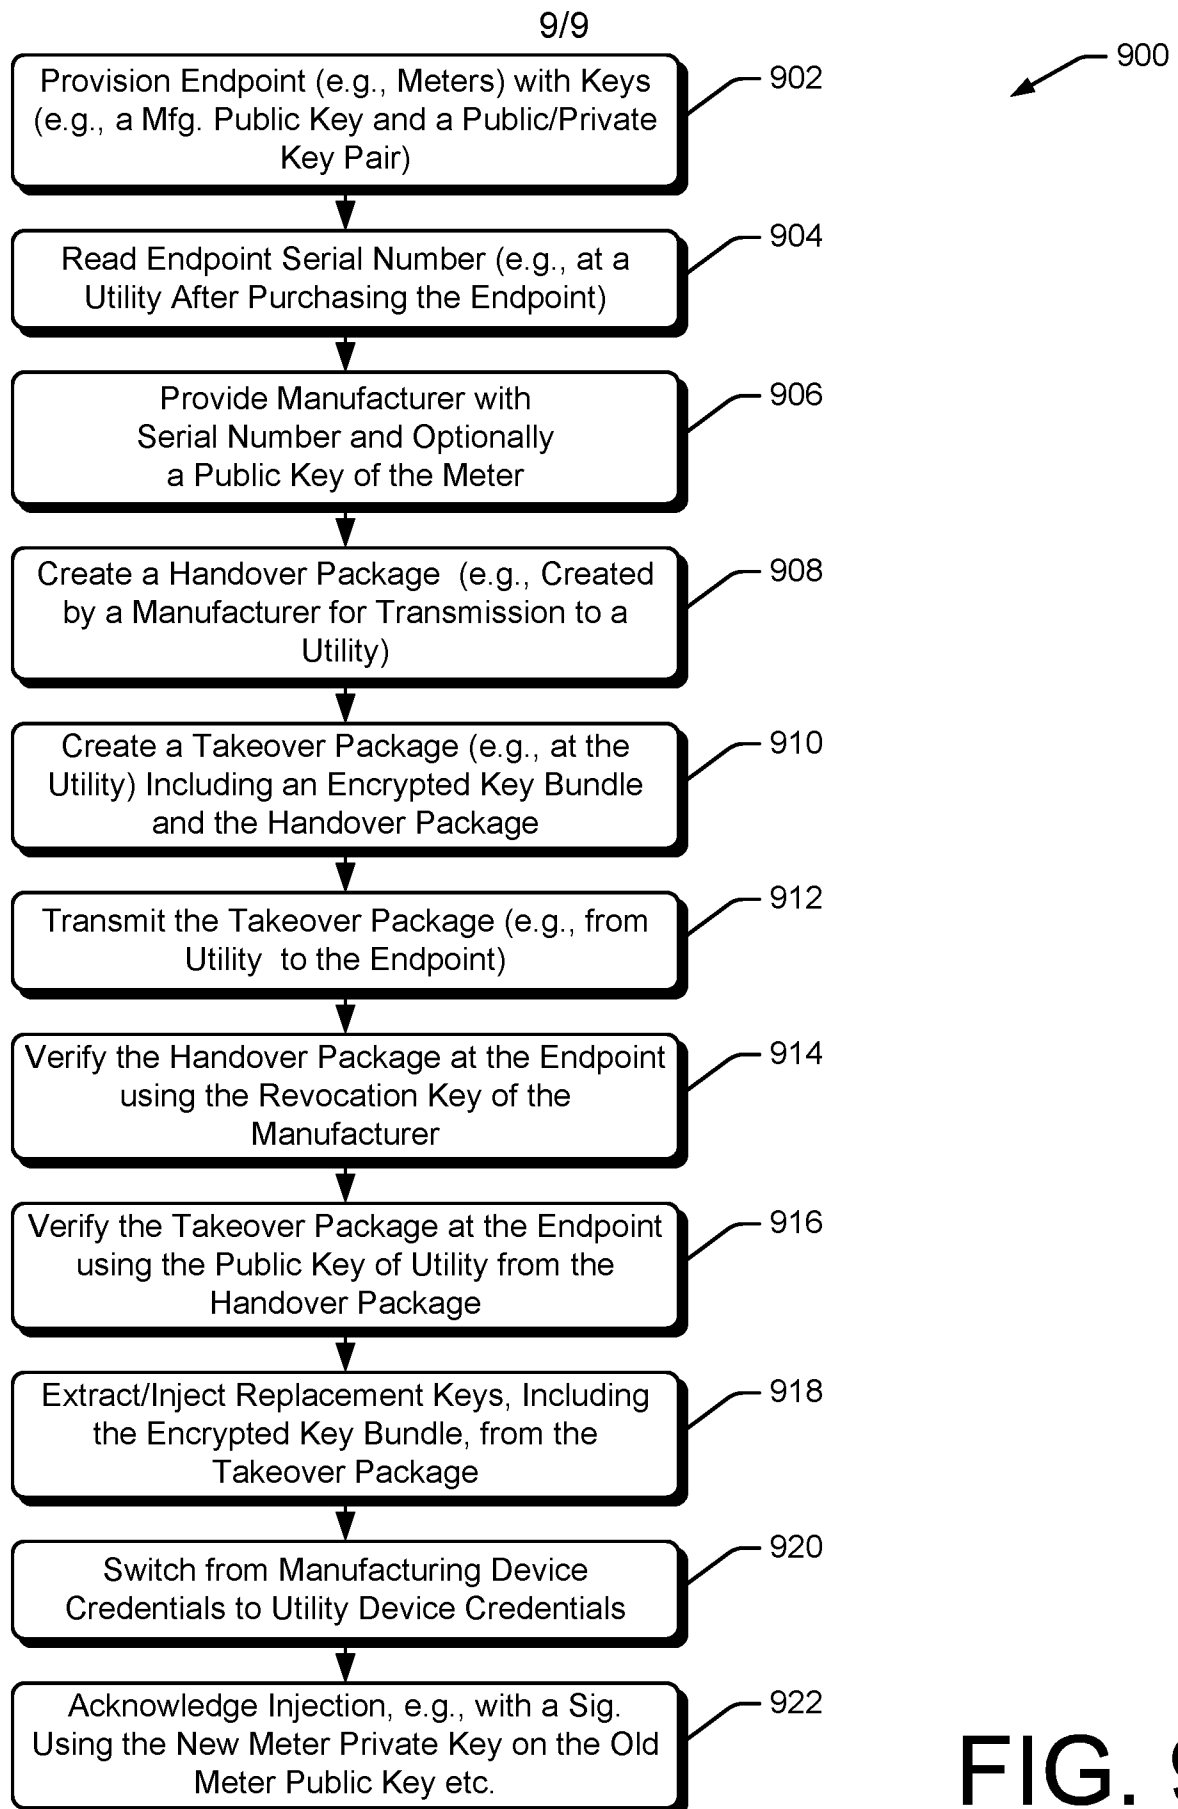 9/9
900
Provision Endpoint (e.g., Meters) with Keys
(e.g., a Mfg. Public Key and a Public/Private
Key Pair)
902
Read Endpoint Serial Number (e.g., at a
Utility After Purchasing the Endpoint)
904
Provide Manufacturer with
Serial Number and Optionally
a Public Key of the Meter
906
Create a Handover Package (e.g., Created
by a Manufacturer for Transmission to a
Utility)
908
Create a Takeover Package (e.g., at the
Utility) Including an Encrypted Key Bundle
and the Handover Package
910
Transmit the Takeover Package (e.g., from
Utility to the Endpoint)
912
Verify the Handover Package at the Endpoint
using the Revocation Key of the
Manufacturer
914
Verify the Takeover Package at the Endpoint
using the Public Key of Utility from the
Handover Package
916
Extract/Inject Replacement Keys, Including
the Encrypted Key Bundle, from the
Takeover Package
918
Switch from Manufacturing Device
Credentials to Utility Device Credentials
920
Acknowledge Injection, e.g., with a Sig.
Using the New Meter Private Key on the Old
Meter Public Key etc.
922
FIG. 9